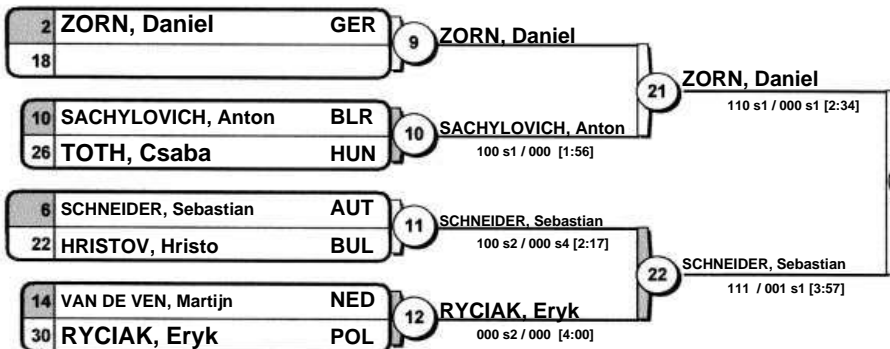 2 ZORN, Daniel GER
18
9
ZORN, Daniel
10 SACHYLOVICH, Anton BLR
26 TOTH, Csaba HUN
10
SACHYLOVICH, Anton
100 s1 / 000 [1:56]
21
ZORN, Daniel
110 s1 / 000 s1 [2:34]
6 SCHNEIDER, Sebastian AUT
22 HRISTOV, Hristo BUL
11
SCHNEIDER, Sebastian
100 s2 / 000 s4 [2:17]
14 VAN DE VEN, Martijn NED
30 RYCIAK, Eryk POL
12
RYCIAK, Eryk
000 s2 / 000 [4:00]
22
SCHNEIDER, Sebastian
111 / 001 s1 [3:57]